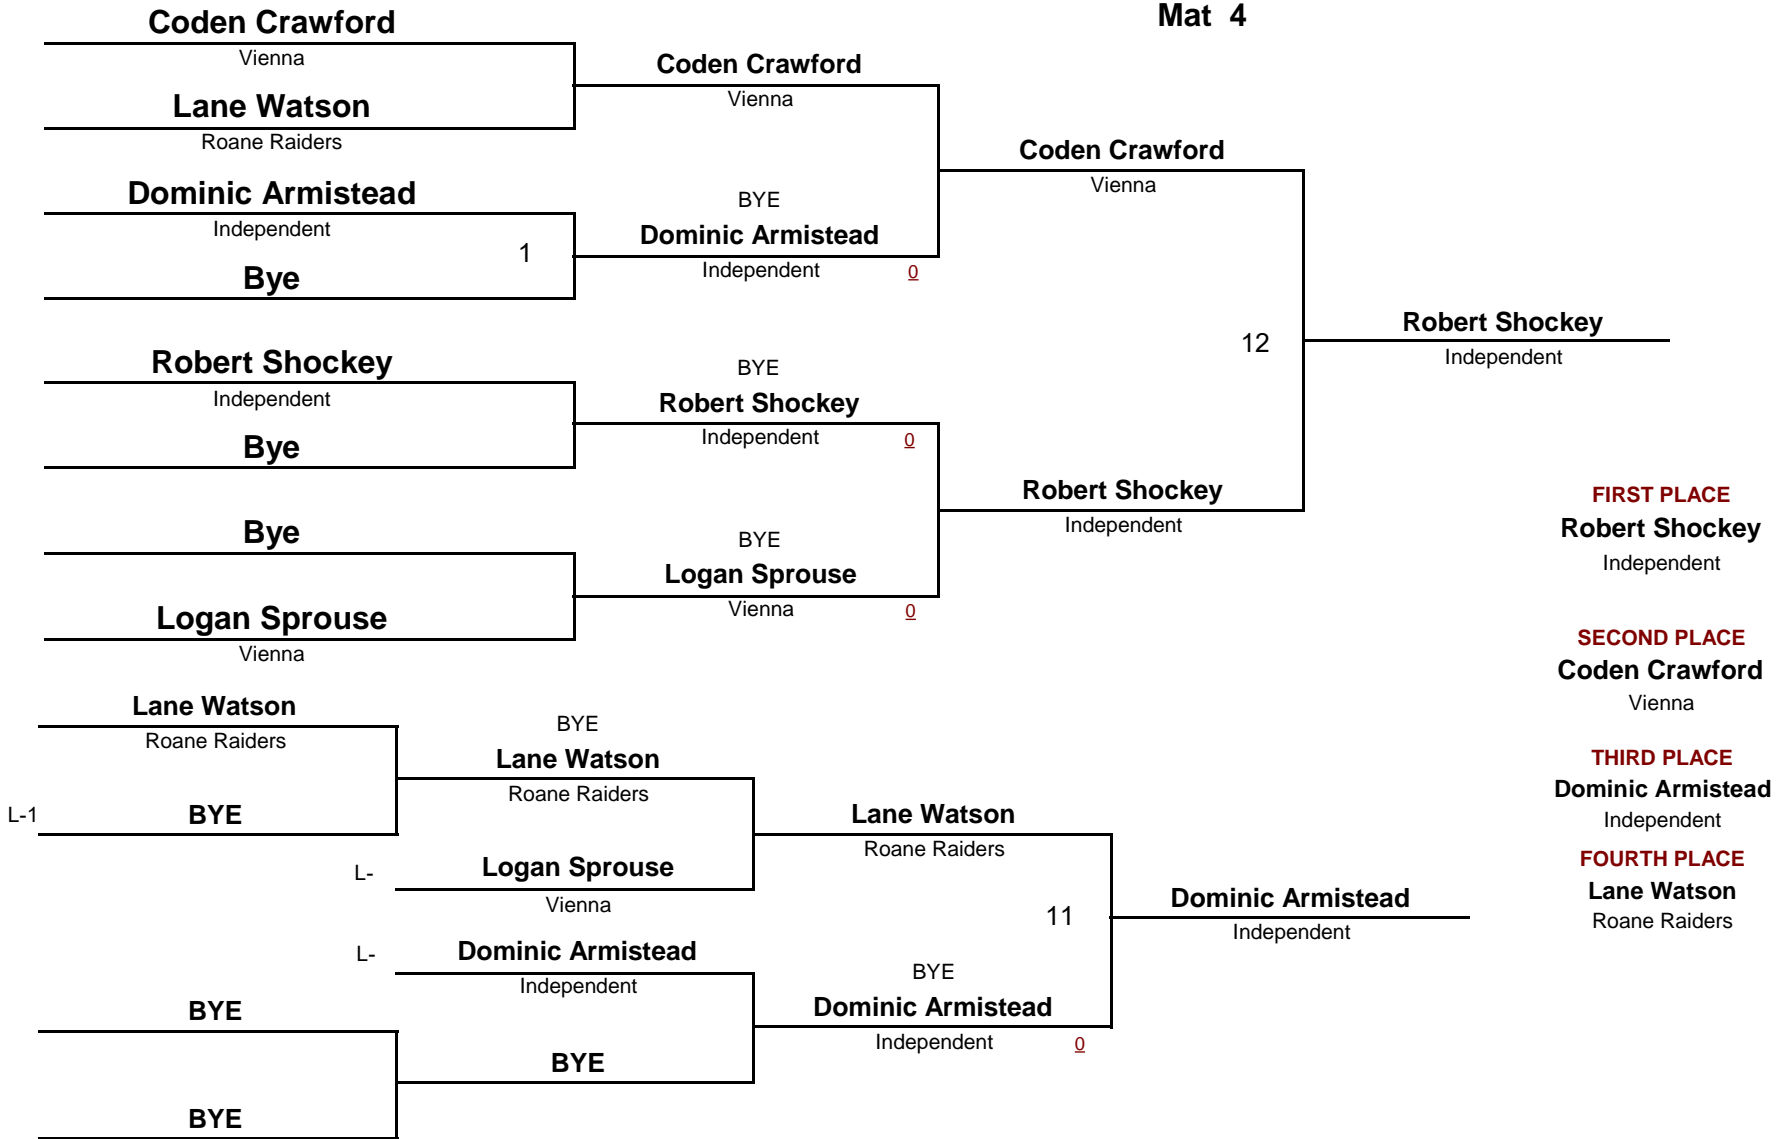 Mat 4
Coden Crawford
Vienna
Lane Watson
Roane Raiders
Dominic Armistead
Independent
1
Bye
Robert Shockey
Independent
Bye
Bye
Logan Sprouse
Vienna
Coden Crawford
Vienna
BYE
Dominic Armistead
Independent
0
BYE
Robert Shockey
Independent
0
BYE
Logan Sprouse
Vienna
0
Coden Crawford
Vienna
12
Robert Shockey
Independent
Robert Shockey
Independent
FIRST PLACE
Robert Shockey
Independent
SECOND PLACE
Coden Crawford
Vienna
THIRD PLACE
Dominic Armistead
Independent
FOURTH PLACE
Lane Watson
Roane Raiders
Lane Watson
Roane Raiders
L-1
BYE
BYE
BYE
BYE
Lane Watson
Roane Raiders
L-
Logan Sprouse
Vienna
L-
Dominic Armistead
Independent
BYE
Lane Watson
Roane Raiders
11
BYE
Dominic Armistead
Independent
0
Dominic Armistead
Independent